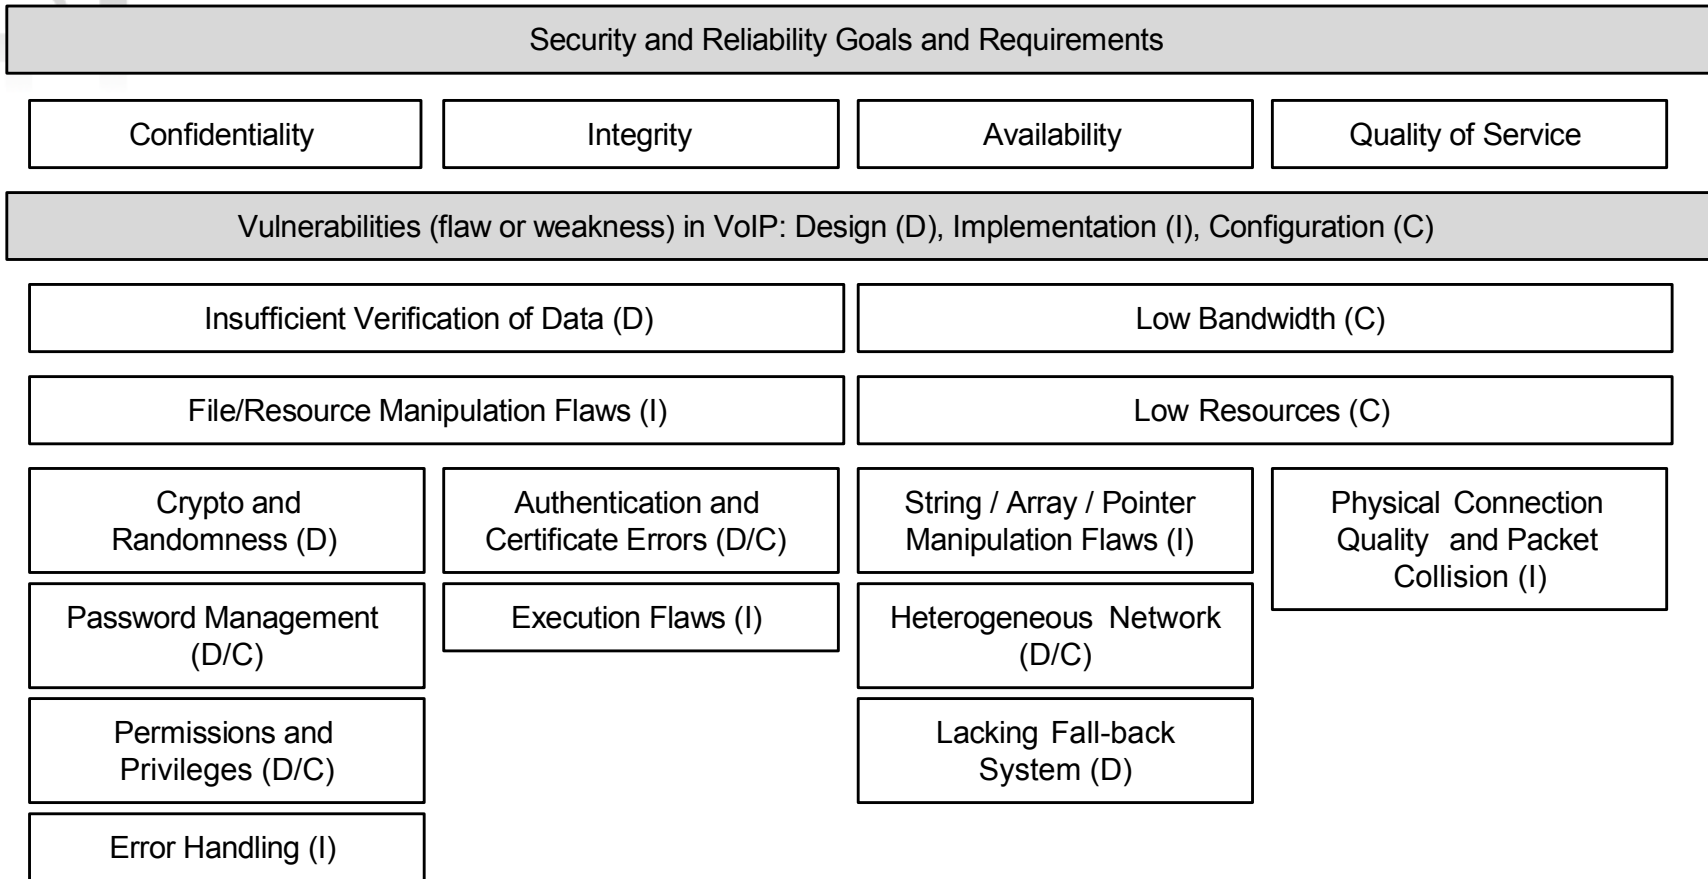 Security and Reliability Goals and Requirements
Confidentiality
Integrity
Availability
Quality of Service
Vulnerabilities (flaw or weakness) in VoIP: Design (D), Implementation (I), Configuration (C)
Insufficient Verification of Data (D)
Low Bandwidth (C)
File/Resource Manipulation Flaws (I)
Low Resources (C)
Crypto and
Randomness (D)
Authentication and
Certificate Errors (D/C)
String / Array / Pointer
Manipulation Flaws (I)
Physical Connection
Quality and Packet
Collision (I)
Password Management
(D/C)
Execution Flaws (I)
Heterogeneous Network
(D/C)
Permissions and
Privileges (D/C)
Lacking Fall-back
System (D)
Error Handling (I)